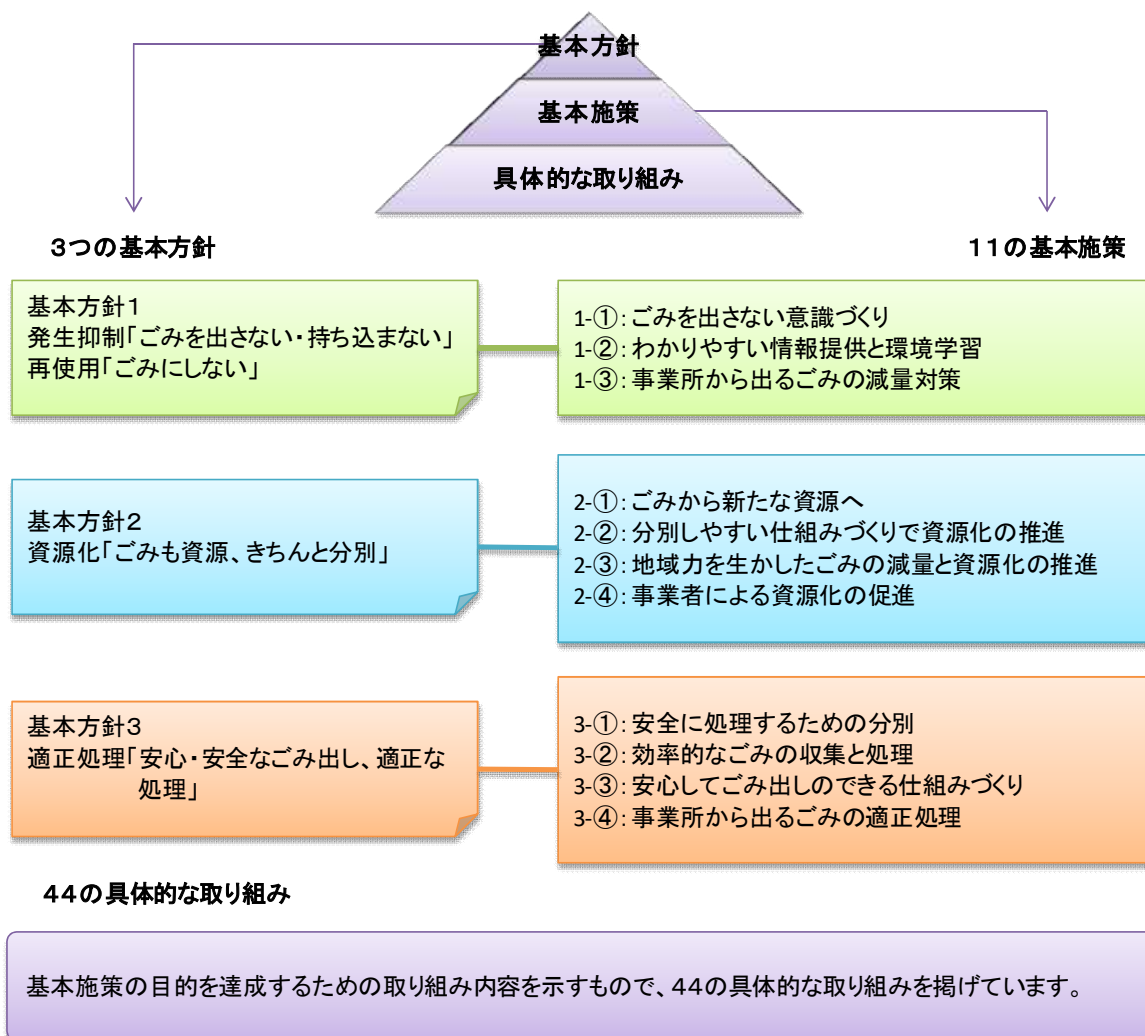 基本方針
基本施策
具体的な取り組み
3つの基本方針
11の基本施策
基本方針1
発生抑制「ごみを出さない・持ち込まない」
再使用「ごみにしない」
1-①：ごみを出さない意識づくり
1-②：わかりやすい情報提供と環境学習
1-③：事業所から出るごみの減量対策
基本方針2
資源化「ごみも資源、きちんと分別」
2-①：ごみから新たな資源へ
2-②：分別しやすい仕組みづくりで資源化の推進
2-③：地域力を生かしたごみの減量と資源化の推進
2-④：事業者による資源化の促進
基本方針3
適正処理「安心・安全なごみ出し、適正な
処理」
3-①：安全に処理するための分別
3-②：効率的なごみの収集と処理
3-③：安心してごみ出しのできる仕組みづくり
3-④：事業所から出るごみの適正処理
44の具体的な取り組み
基本施策の目的を達成するための取り組み内容を示すもので、44の具体的な取り組みを掲げています。